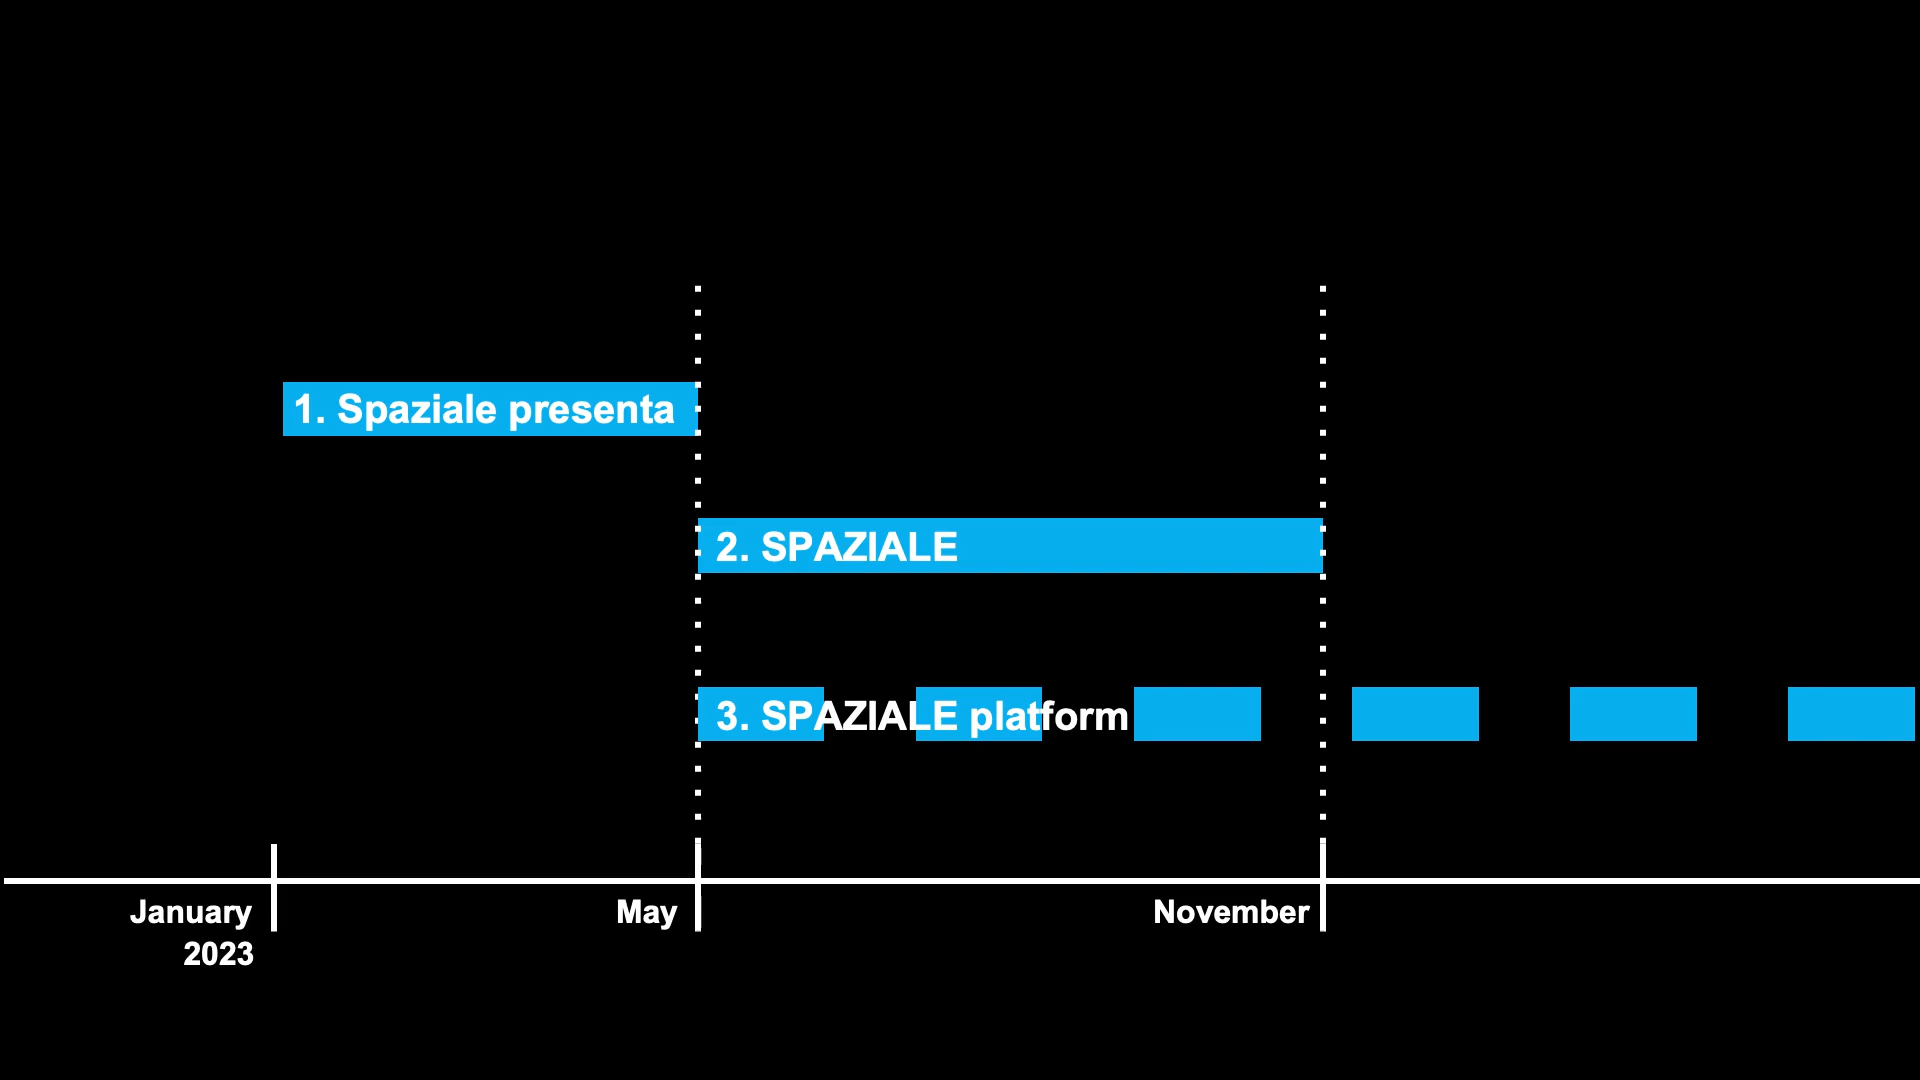 1. Spaziale presenta
2. SPAZIALE
3. SPAZIALE platform
January
2023
May
November